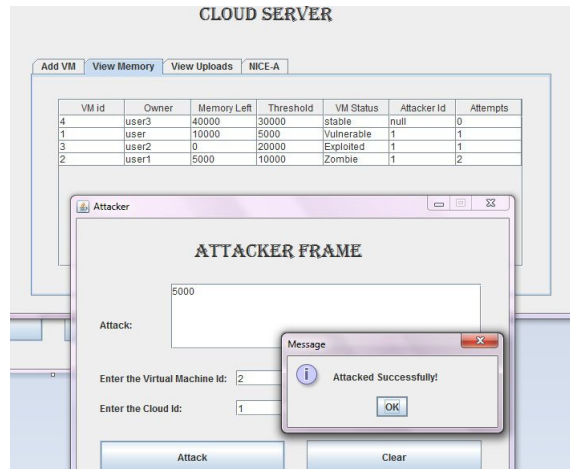 CLOUD SERVER
Add VM View Memory View Uploads NICE-A
VM id Owner Memory Left Threshold VM Status Attacker Id Attempts
4 user3 40000 30000 stable null 0
1 user 10000 5000 Vulnerable 1 1
3 user2 0 20000 Exploited 1 1
2 user1 5000 10000 Zombie 1 2
Attacker
ATTACKER FRAME
5000
Attack:
Message
Attacked Successfully!
OK
Enter the Virtual Machine Id: 2
Enter the Cloud Id: 1
Attack Clear